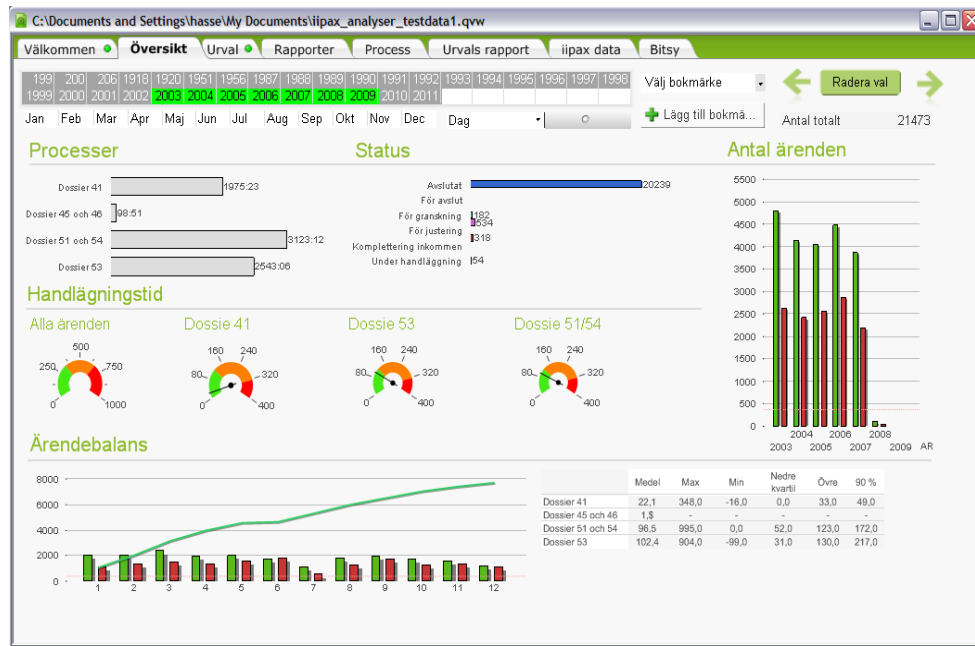 C:\Documents and Settings\hasse\My Documents\iipax_analyser_testdata1.qvw
Välkommen Översikt Urval Rapporter Process Urvals rapport iipax data Bitsy
199 200 206 1918 1920 1951 1956 1987 1988 1989 1990 1991 1992 1993 1994 1995 1996 1997 1998
1999 2000 2001 2002 2003 2004 2005 2006 2007 2008 2009 2010 2011
Jan Feb Mar Apr Maj Jun Jul Aug Sep Okt Nov Dec Dag
Välj bokmärke
Lägg till bokmä...
Radera val
Antal totalt 21473
Processer
Dossier 41 1975:23
Dossier 45 och 46 98:51
Dossier 51 och 54 3123:12
Dossier 53 2543:06
Status
Avslutat 20239
För avslut
För granskning 182
534
För justering
Komplettering inkommen 318
Under handläggning 54
Antal ärenden
5500
5000
4500
4000
3500
3000
2500
2000
1500
1000
500
0
2004 2006 2008
2003 2005 2007 2009 AR
Handlägningstid
Alla ärenden
0 250 500 750 1000
Dossie 41
0 80 160 240 320 400
Dossie 53
0 80 160 240 320 400
Dossie 51/54
0 80 160 240 320 400
Ärendebalans
8000
6000
4000
2000
0
1 2 3 4 5 6 7 8 9 10 11 12
Medel Max Min Nedre kvartil Övre 90 %
Dossier 41 22,1 348,0 -16,0 0,0 33,0 49,0
Dossier 45 och 46 1,$ - - - - -
Dossier 51 och 54 96,5 995,0 0,0 52,0 123,0 172,0
Dossier 53 102,4 904,0 -99,0 31,0 130,0 217,0